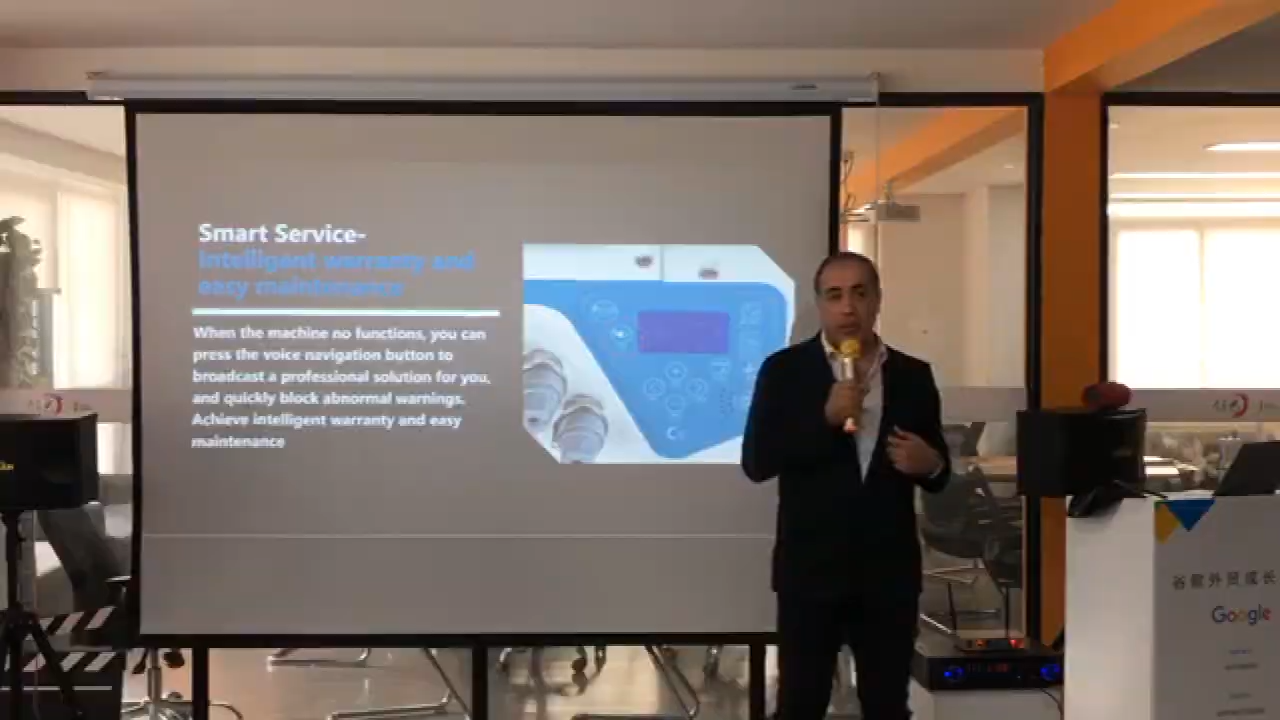 Smart Service-
Intelligent warranty and
easy maintenance
When the machine no functions, you can
press the voice navigation button to
broadcast a professional solution for you,
and quickly block abnormal warnings.
Achieve intelligent warranty and easy
maintenance
谷歌外贸成长
Google